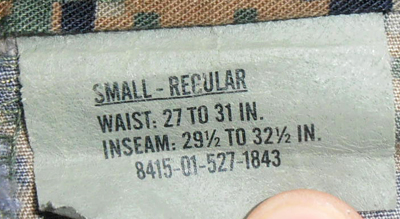 SMALL - REGULAR
WAIST: 27 TO 31 IN.
INSEAM: 29½ TO 32½ IN.
8415-01-527-1843